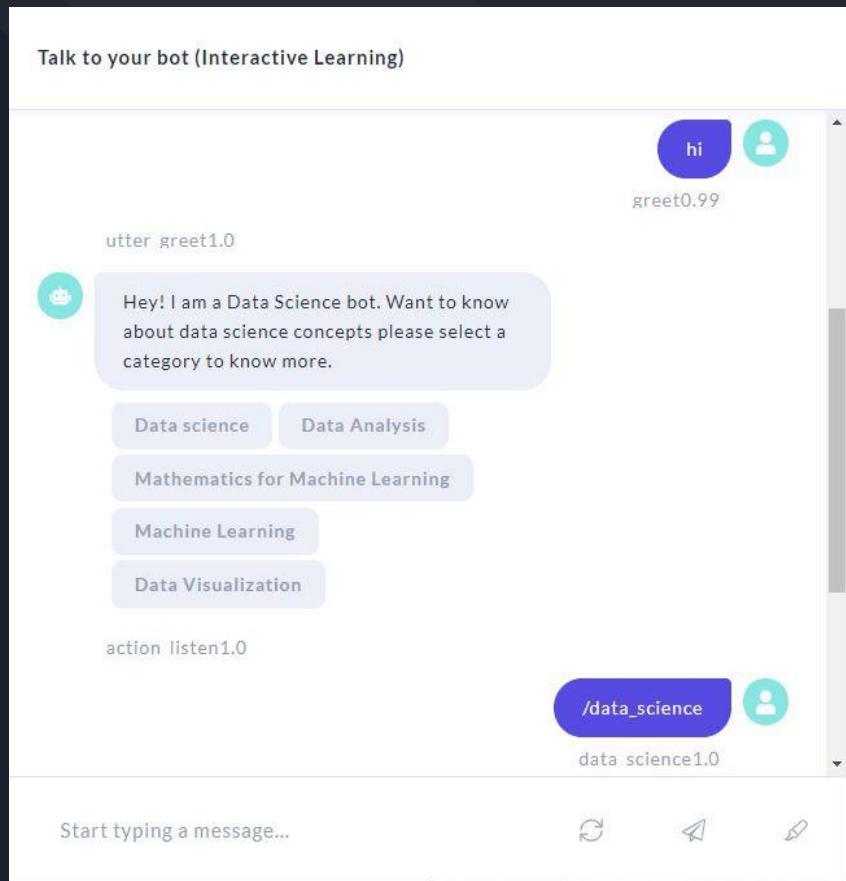 Talk to your bot (Interactive Learning)
hi
greet0.99
utter_greet1.0
Hey! I am a Data Science bot. Want to know
about data science concepts please select a
category to know more.
Data science Data Analysis
Mathematics for Machine Learning
Machine Learning
Data Visualization
action_listen1.0
/data_science
data_science1.0
Start typing a message...